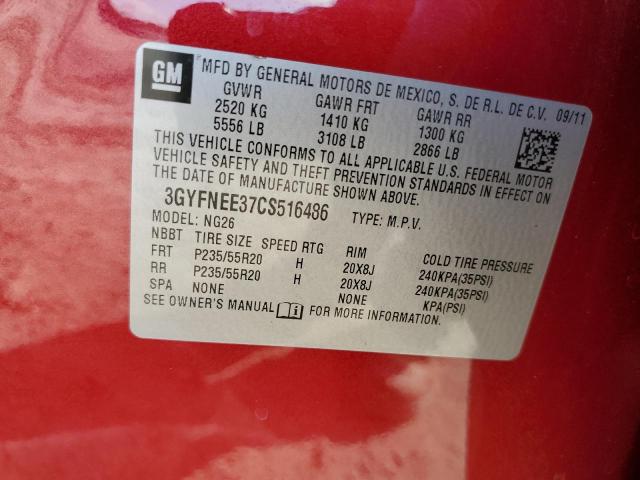 GM
MFD BY GENERAL MOTORS DE MEXICO, S. DE R.L. DE C.V. 09/11
GVWR GAWR FRT GAWR RR
2520 KG 1410 KG 1300 KG
5556 LB 3108 LB 2866 LB
THIS VEHICLE CONFORMS TO ALL APPLICABLE U.S. FEDERAL MOTOR
VEHICLE SAFETY AND THEFT PREVENTION STANDARDS IN EFFECT ON
THE DATE OF MANUFACTURE SHOWN ABOVE.
3GYFNEE37CS516486 TYPE: M.P.V.
MODEL: NG26
NBBT TIRE SIZE SPEED RTG RIM COLD TIRE PRESSURE
FRT P235/55R20 H 20X8J 240KPA(35PSI)
RR P235/55R20 H 20X8J 240KPA(35PSI)
SPA NONE NONE KPA(PSI)
SEE OWNER'S MANUAL FOR MORE INFORMATION.